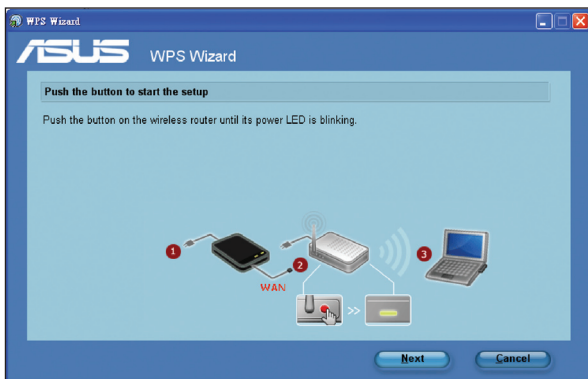 WPS Wizard
ASUS WPS Wizard
Push the button to start the setup
Push the button on the wireless router until its power LED is blinking.
1
2
3
WAN
>>
Next
Cancel